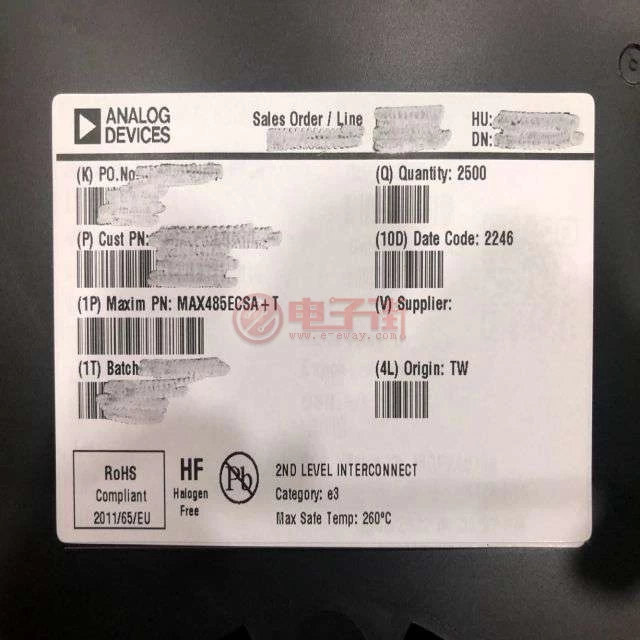 ANALOG
DEVICES
Sales Order / Line
HU:
DN:
(K) PO.No
(Q) Quantity: 2500
(P) Cust PN:
(10D) Date Code: 2246
(1P) Maxim PN: MAX485ECSA+T
(V) Supplier:
电子街
www.e-eway.com
(1T) Batch
(4L) Origin: TW
RoHS
Compliant
2011/65/EU
HF
Halogen
Free
Pb
2ND LEVEL INTERCONNECT
Category: e3
Max Safe Temp: 260ºC